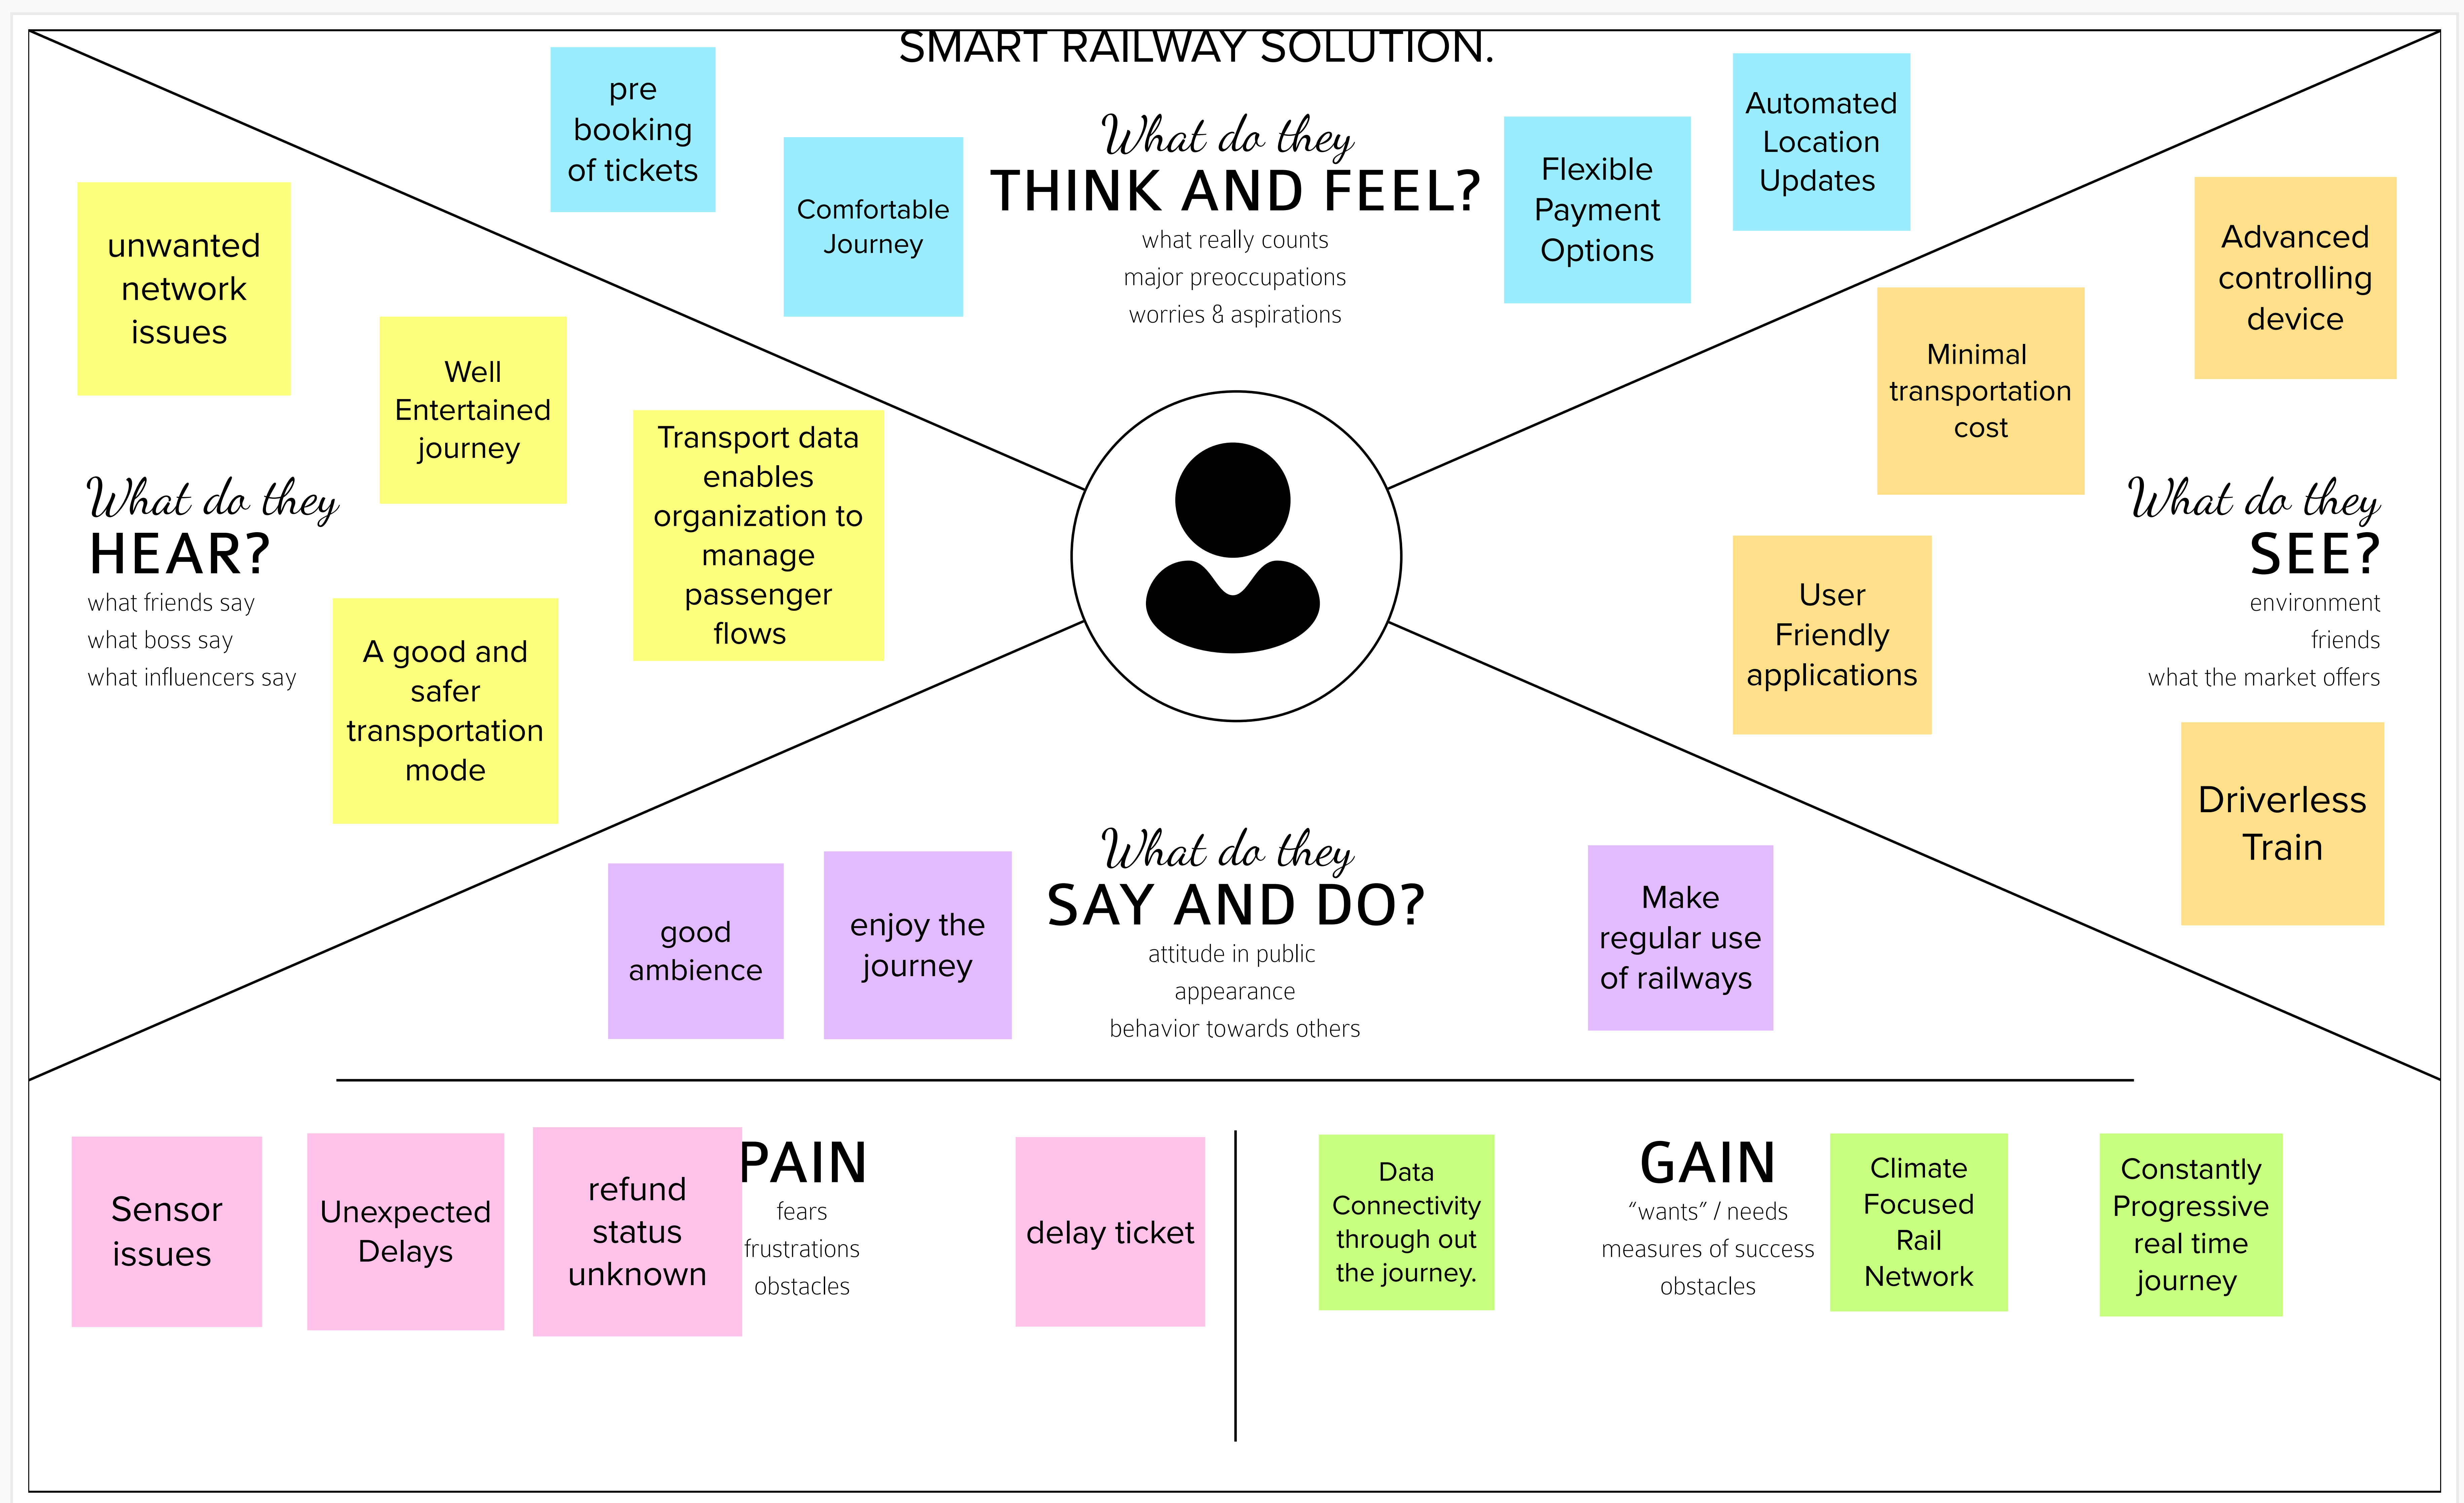 SMART RAILWAY SOLUTION.
pre
booking
of tickets
Comfortable
Journey
What do they
THINK AND FEEL?
what really counts
major preoccupations
worries & aspirations
Flexible
Payment
Options
Automated
Location
Updates
unwanted
network
issues
Well
Entertained
journey
Transport data
enables
organization to
manage
passenger
flows
What do they
HEAR?
what friends say
what boss say
what influencers say
A good and
safer
transportation
mode
Advanced
controlling
device
Minimal
transportation
cost
What do they
SEE?
environment
friends
what the market offers
User
Friendly
applications
Driverless
Train
good
ambience
enjoy the
journey
What do they
SAY AND DO?
attitude in public
appearance
behavior towards others
Make
regular use
of railways
Sensor
issues
Unexpected
Delays
refund
status
unknown
PAIN
fears
frustrations
obstacles
delay ticket
Data
Connectivity
through out
the journey.
GAIN
“wants” / needs
measures of success
obstacles
Climate
Focused
Rail
Network
Constantly
Progressive
real time
journey